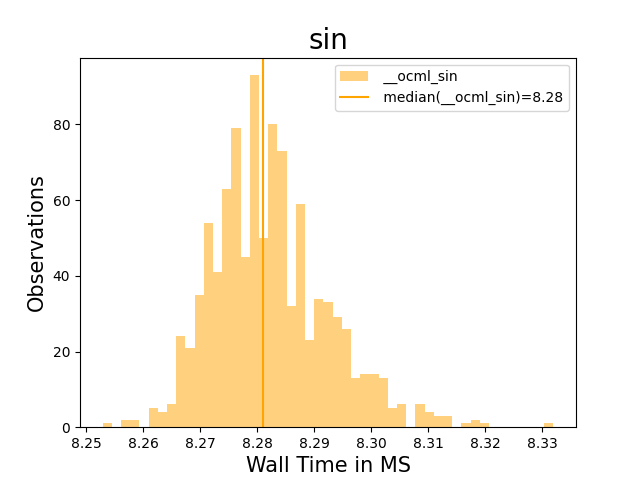 sin
__ocml_sin
median(__ocml_sin)=8.28
Observations
80
60
40
20
0
8.25 8.26 8.27 8.28 8.29 8.30 8.31 8.32 8.33
Wall Time in MS